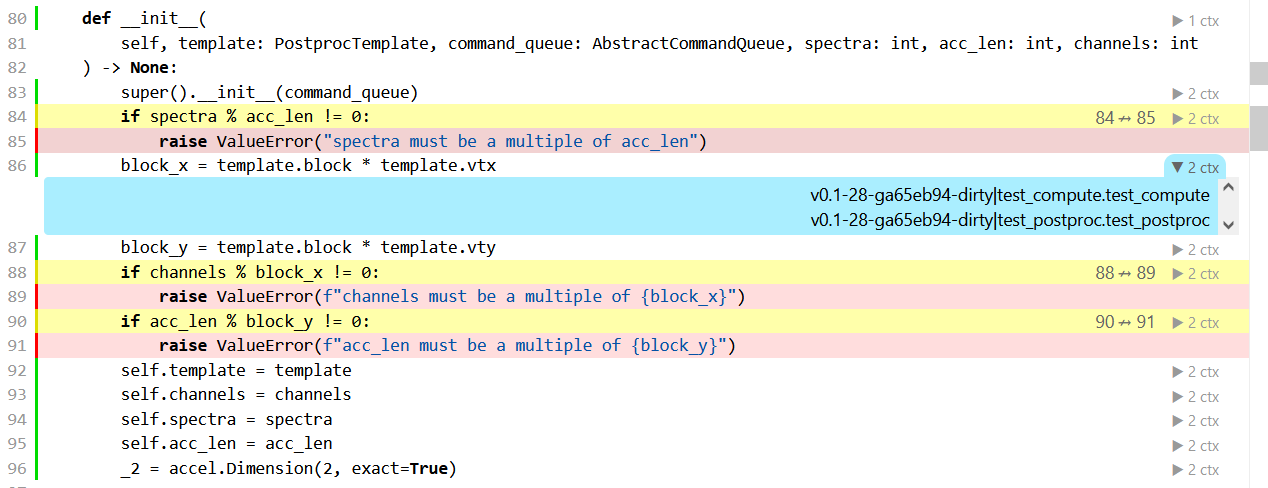 80 def __init__( ▶ 1 ctx
81 self, template: PostprocTemplate, command_queue: AbstractCommandQueue, spectra: int, acc_len: int, channels: int
82 ) -> None:
83 super().__init__(command_queue) ▶ 2 ctx
84 if spectra % acc_len != 0: 84 ↛ 85 ▶ 2 ctx
85 raise ValueError("spectra must be a multiple of acc_len")
86 block_x = template.block * template.vtx ▼ 2 ctx
v0.1-28-ga65eb94-dirty|test_compute.test_compute
v0.1-28-ga65eb94-dirty|test_postproc.test_postproc
87 block_y = template.block * template.vty ▶ 2 ctx
88 if channels % block_x != 0: 88 ↛ 89 ▶ 2 ctx
89 raise ValueError(f"channels must be a multiple of {block_x}")
90 if acc_len % block_y != 0: 90 ↛ 91 ▶ 2 ctx
91 raise ValueError(f"acc_len must be a multiple of {block_y}")
92 self.template = template ▶ 2 ctx
93 self.channels = channels ▶ 2 ctx
94 self.spectra = spectra ▶ 2 ctx
95 self.acc_len = acc_len ▶ 2 ctx
96 _2 = accel.Dimension(2, exact=True) ▶ 2 ctx